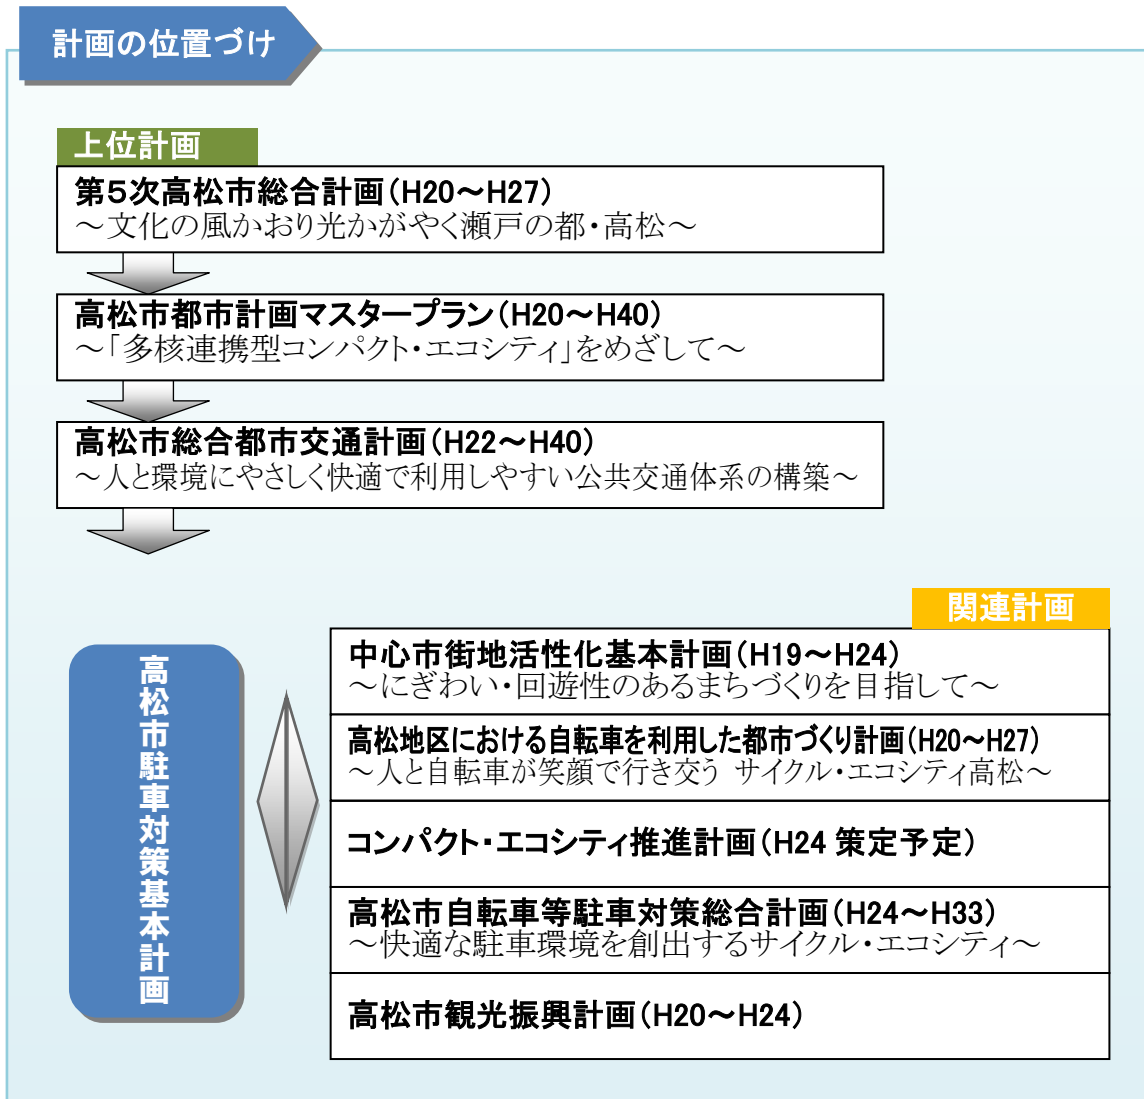 計画の位置づけ
上位計画
第5次高松市総合計画(H20～H27)
～文化の風かおり光かがやく瀬戸の都・高松～
高松市都市計画マスタープラン(H20～H40)
～「多核連携型コンパクト・エコシティ」をめざして～
高松市総合都市交通計画(H22～H40)
～人と環境にやさしく快適で利用しやすい公共交通体系の構築～
高松市駐車対策基本計画
関連計画
中心市街地活性化基本計画(H19～H24)
～にぎわい・回遊性のあるまちづくりを目指して～
高松地区における自転車を利用した都市づくり計画(H20～H27)
～人と自転車が笑顔で行き交う サイクル・エコシティ高松～
コンパクト・エコシティ推進計画(H24 策定予定)
高松市自転車等駐車対策総合計画(H24～H33)
～快適な駐車環境を創出するサイクル・エコシティ～
高松市観光振興計画(H20～H24)